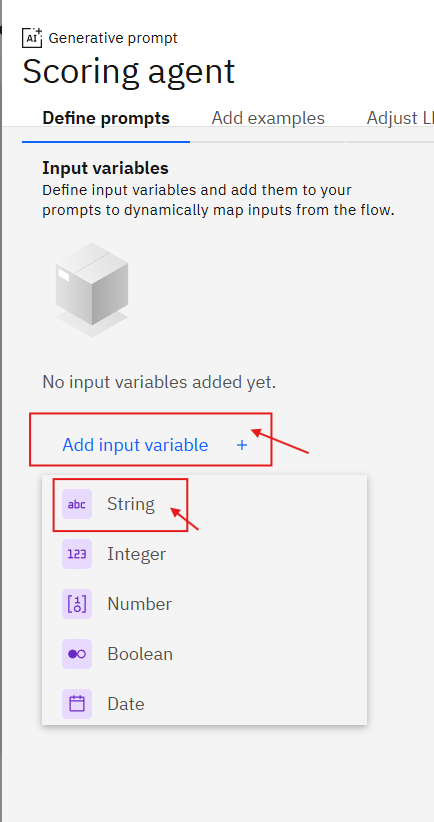 AI Generative prompt
Scoring agent
Define prompts Add examples Adjust
Input variables
Define input variables and add them to your
prompts to dynamically map inputs from the flow.
No input variables added yet.
Add input variable +
abc String
123 Integer
Number
Boolean
Date